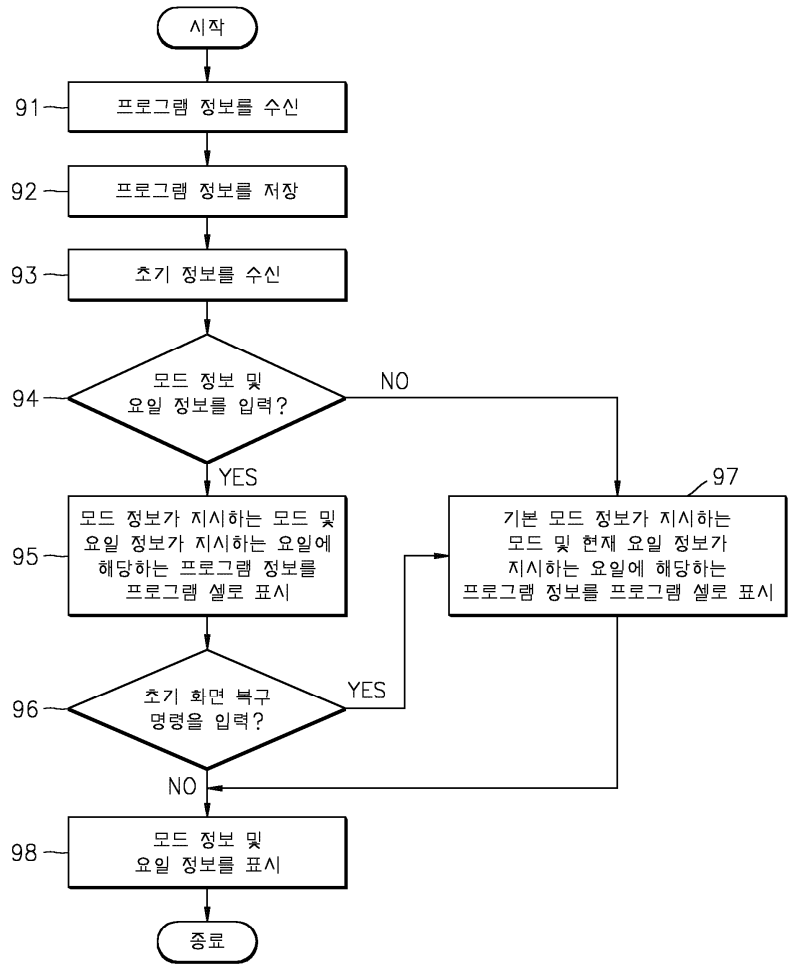 시작
91
프로그램 정보를 수신
92
프로그램 정보를 저장
93
초기 정보를 수신
94
모드 정보 및
요일 정보를 입력?
NO
YES
95
모드 정보가 지시하는 모드 및
요일 정보가 지시하는 요일에
해당하는 프로그램 정보를
프로그램 셀로 표시
97
기본 모드 정보가 지시하는
모드 및 현재 요일 정보가
지시하는 요일에 해당하는
프로그램 정보를 프로그램 셀로 표시
96
초기 화면 복구
명령을 입력?
YES
NO
98
모드 정보 및
요일 정보를 표시
종료